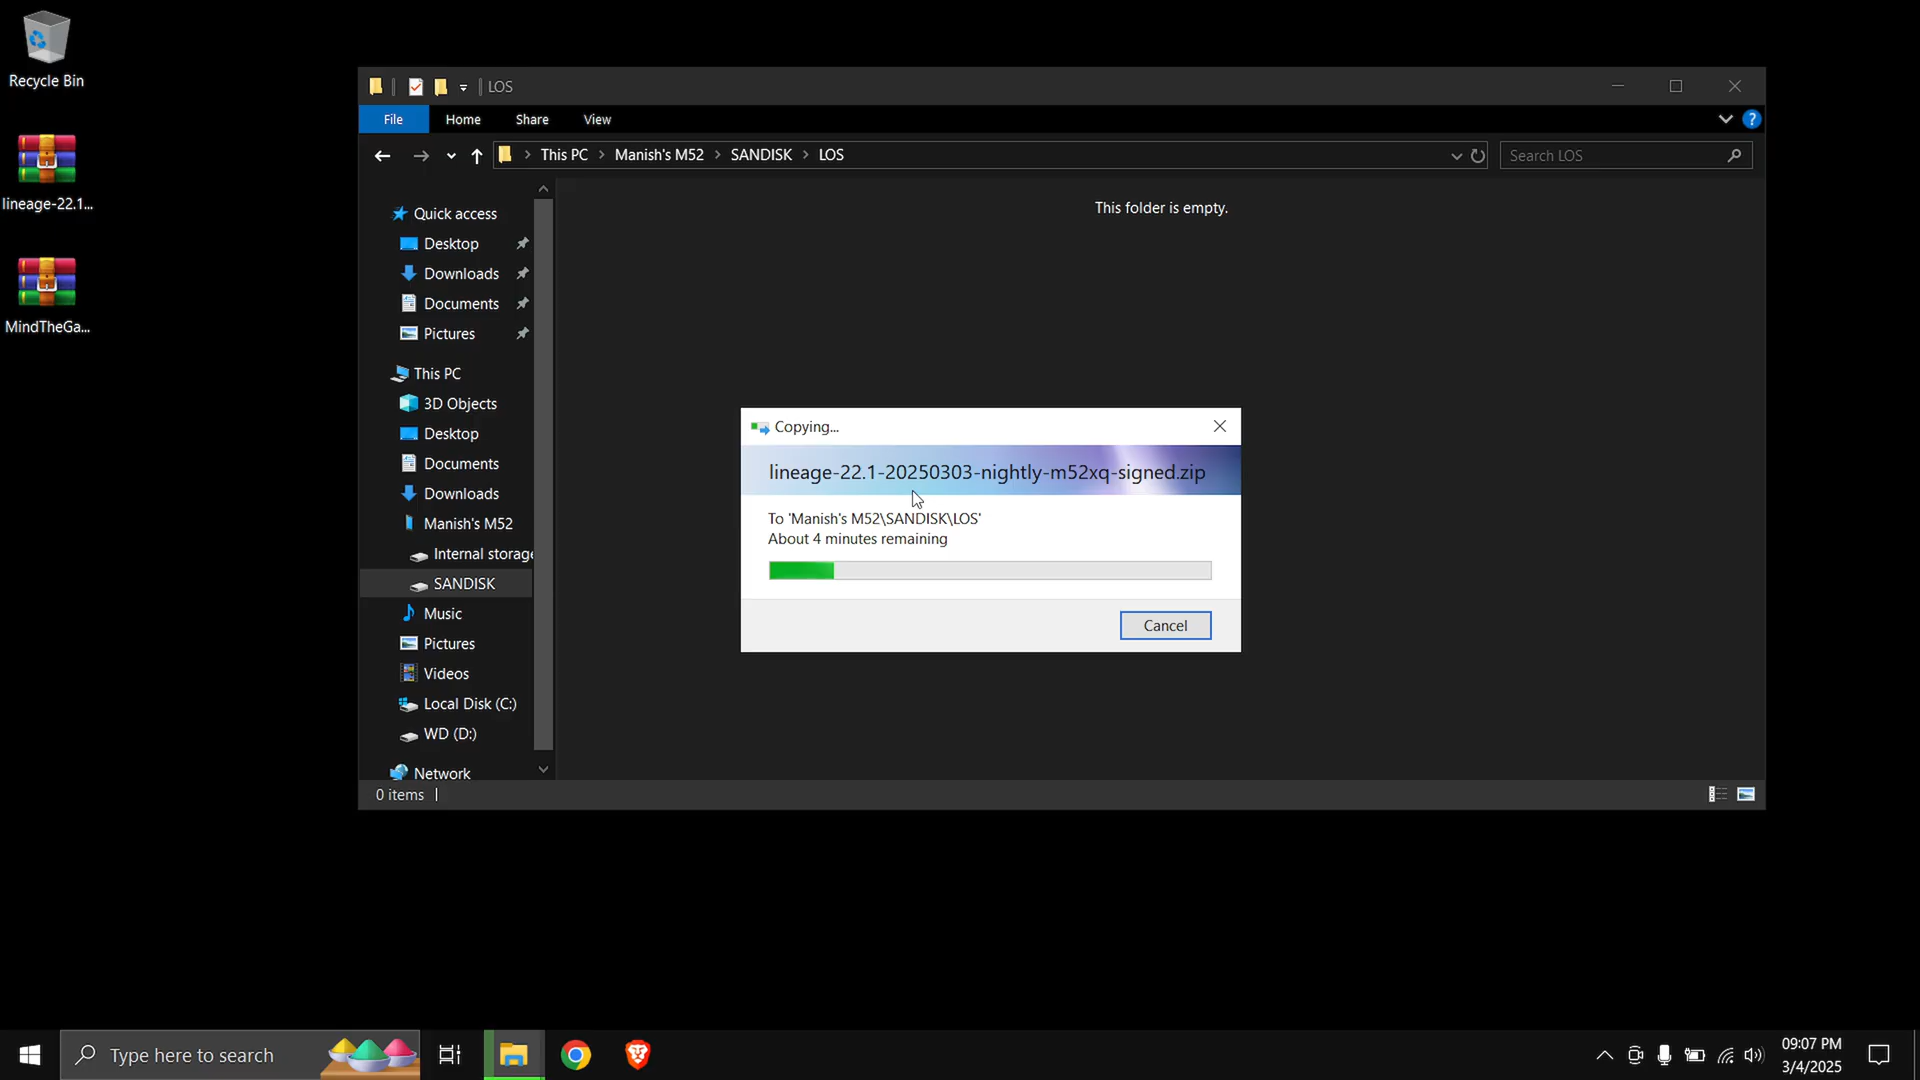 Recycle Bin
lineage-22.1...
MindTheGa...
LOS
File
Home
Share
View
?
This PC
Manish's M52
SANDISK
LOS
Search LOS
Quick access
Desktop
Downloads
Documents
Pictures
This PC
3D Objects
Desktop
Documents
Downloads
Manish's M52
Internal storage
SANDISK
Music
Pictures
Videos
Local Disk (C:)
WD (D:)
Network
This folder is empty.
Copying...
lineage-22.1-20250303-nightly-m52xq-signed.zip
To 'Manish's M52\SANDISK\LOS'
About 4 minutes remaining
Cancel
0 items
Type here to search
09:07 PM
3/4/2025